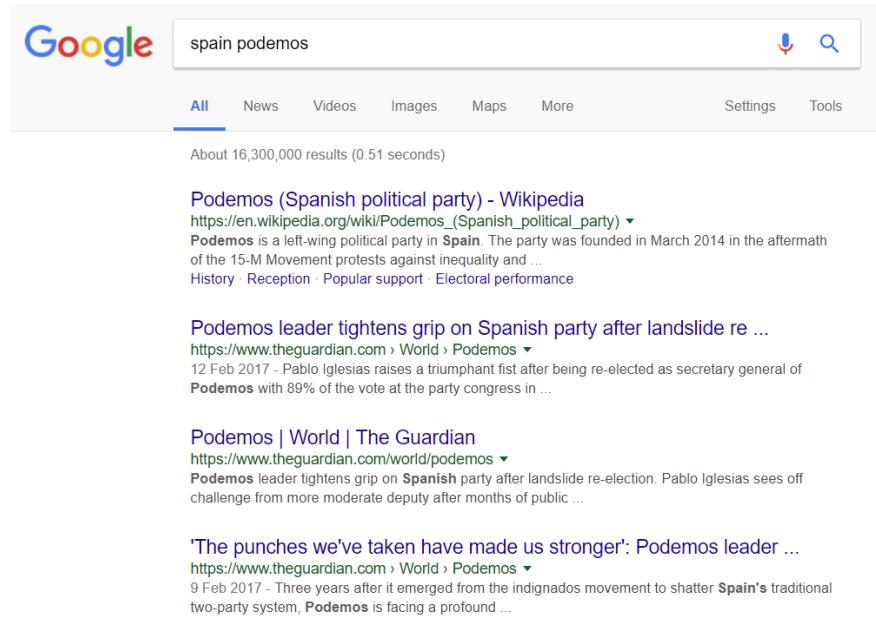 Google
spain podemos
All News Videos Images Maps More Settings Tools
About 16,300,000 results (0.51 seconds)
Podemos (Spanish political party) - Wikipedia
https://en.wikipedia.org/wiki/Podemos_(Spanish_political_party)
Podemos is a left-wing political party in Spain. The party was founded in March 2014 in the aftermath
of the 15-M Movement protests against inequality and ...
History · Reception · Popular support · Electoral performance
Podemos leader tightens grip on Spanish party after landslide re ...
https://www.theguardian.com › World › Podemos
12 Feb 2017 - Pablo Iglesias raises a triumphant fist after being re-elected as secretary general of
Podemos with 89% of the vote at the party congress in ...
Podemos | World | The Guardian
https://www.theguardian.com/world/podemos
Podemos leader tightens grip on Spanish party after landslide re-election. Pablo Iglesias sees off
challenge from more moderate deputy after months of public ...
'The punches we've taken have made us stronger': Podemos leader ...
https://www.theguardian.com › World › Podemos
9 Feb 2017 - Three years after it emerged from the indignados movement to shatter Spain's traditional
two-party system, Podemos is facing a profound ...